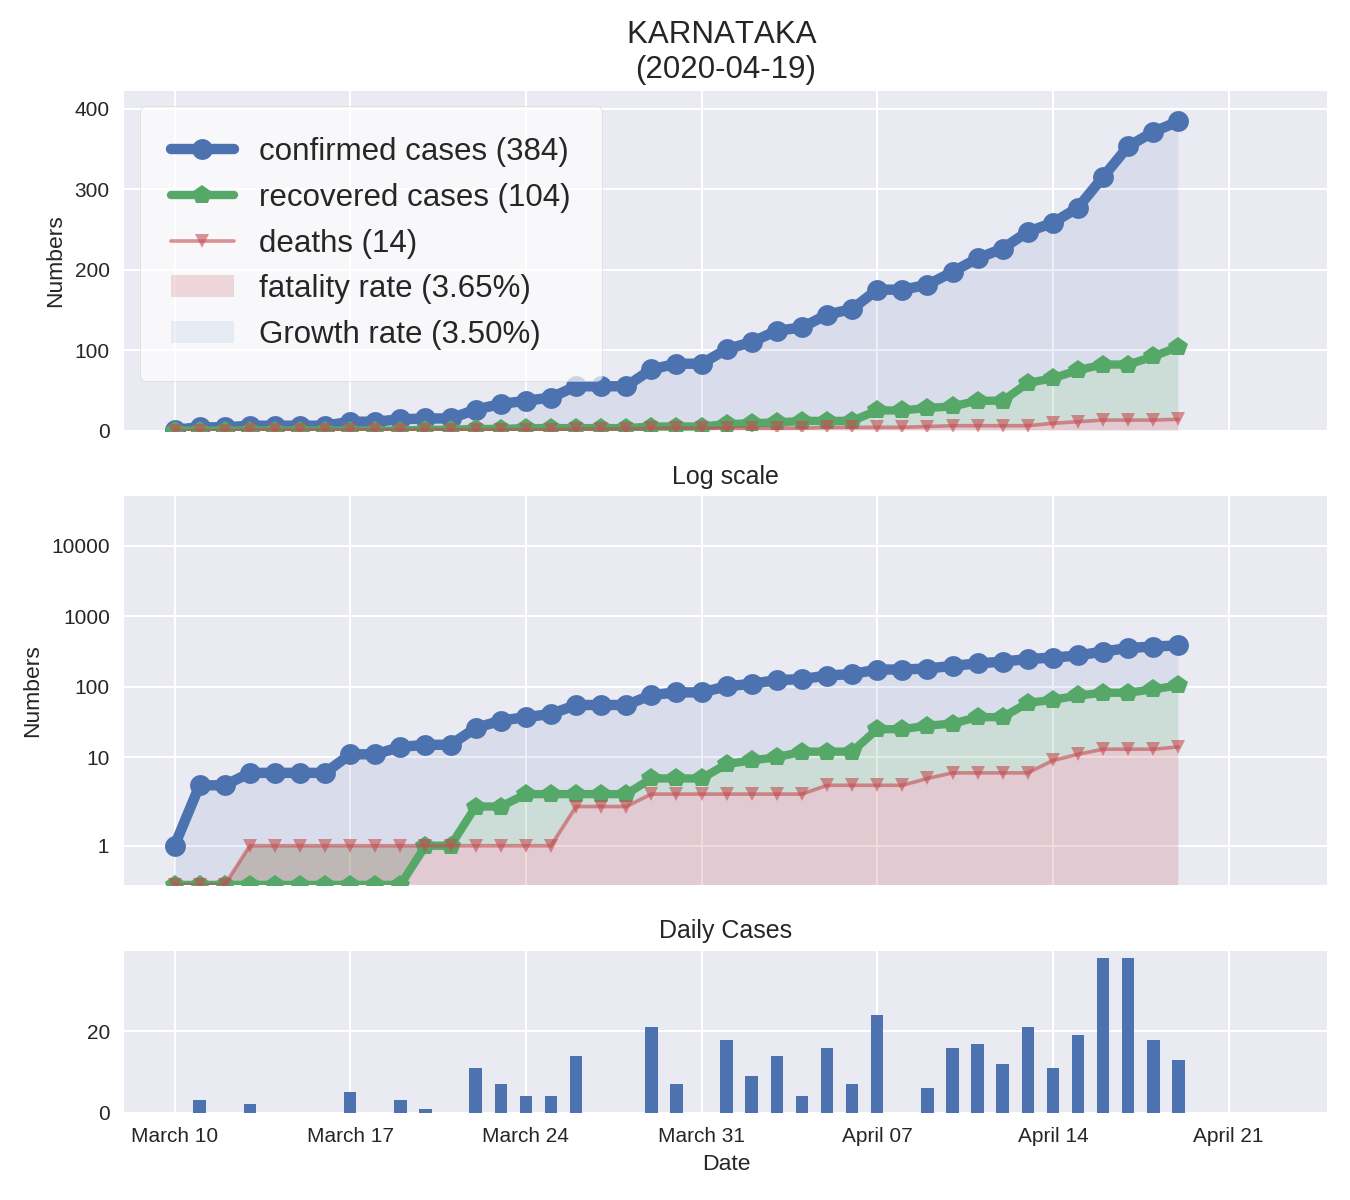 KARNATAKA
(2020-04-19)
400
300
200
100
0
Numbers
confirmed cases (384)
recovered cases (104)
deaths (14)
fatality rate (3.65%)
Growth rate (3.50%)
Log scale
10000
1000
100
10
1
Numbers
Daily Cases
20
0
March 10 March 17 March 24 March 31 April 07 April 14 April 21
Date